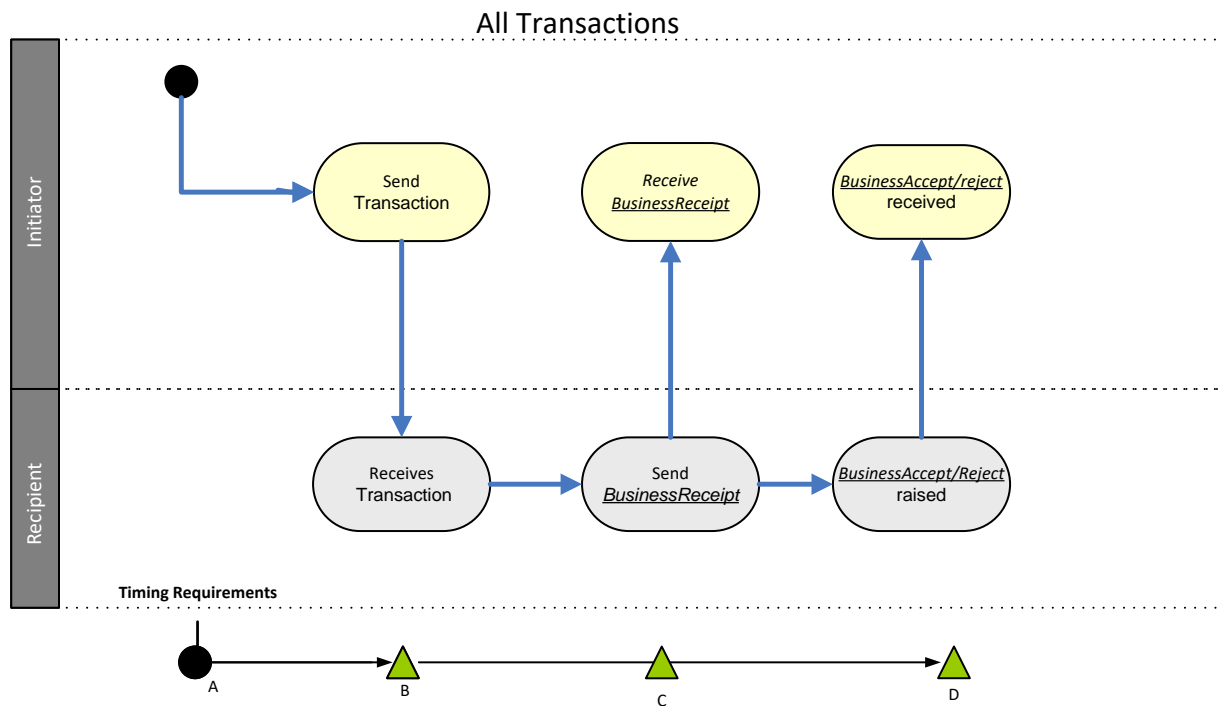 All Transactions
Initiator
Send
Transaction
Receive
BusinessReceipt
BusinessAccept/reject
received
Recipient
Receives
Transaction
Send
BusinessReceipt
BusinessAccept/Reject
raised
Timing Requirements
A
B
C
D